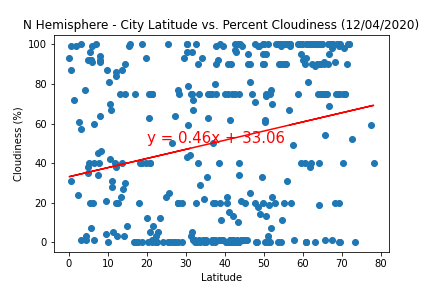 N Hemisphere - City Latitude vs. Percent Cloudiness (12/04/2020)
100
80
60
40
20
0
Cloudiness (%)
y = 0.46x + 33.06
0 10 20 30 40 50 60 70 80
Latitude